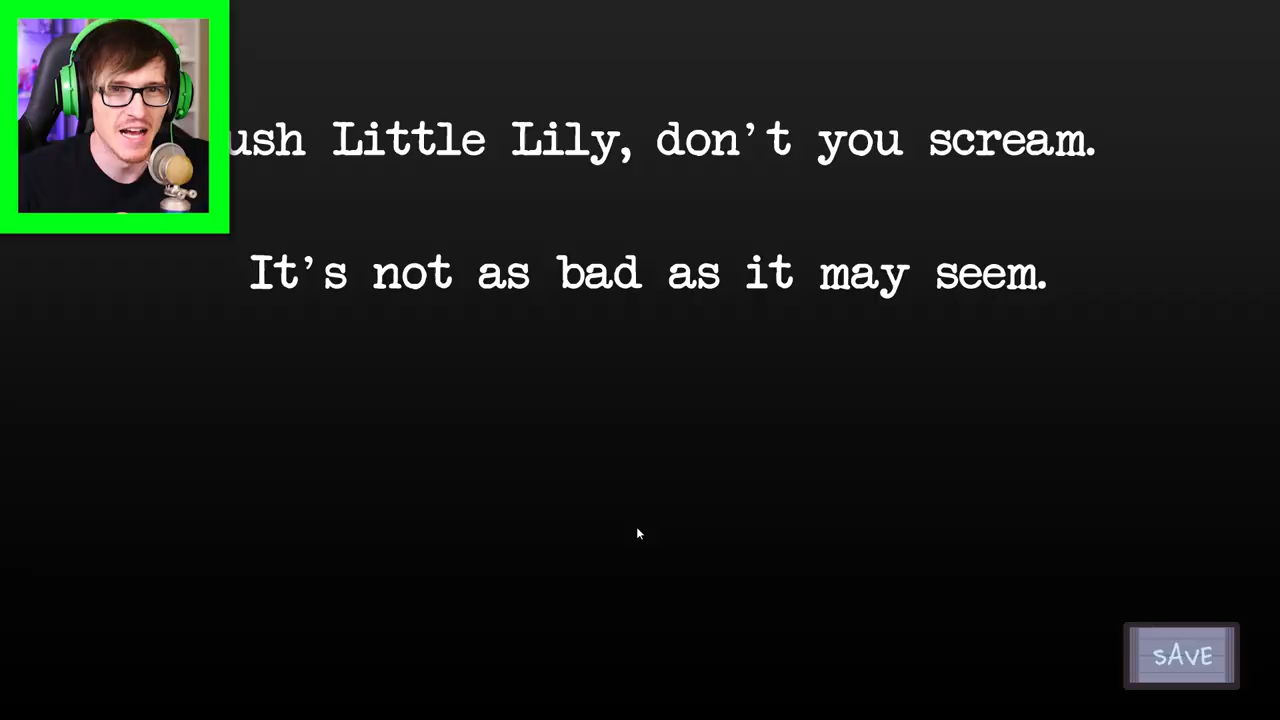 ush Little Lily, don't you scream.
It's not as bad as it may seem.
sAVE